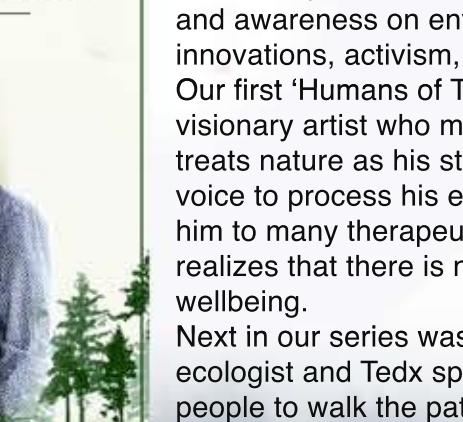 and awareness on en
innovations, activism,
Our first ‘Humans of T
visionary artist who m
treats nature as his st
voice to process his e
him to many therapeu
realizes that there is n
wellbeing.
Next in our series was
ecologist and Tedx sp
people to walk the pat